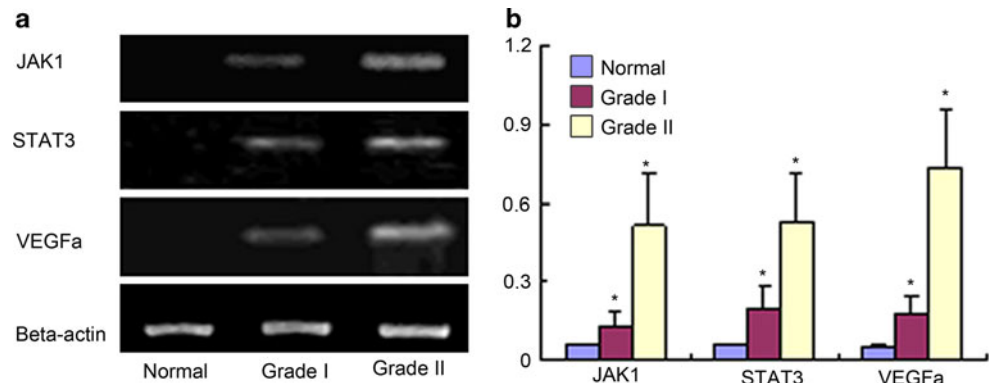 a
JAK1
STAT3
VEGFa
Beta-actin
Normal Grade I Grade II
b
1.2
0.9
0.6
0.3
0
Normal
Grade I
Grade II
* * *
* * *
JAK1 STAT3 VEGFa